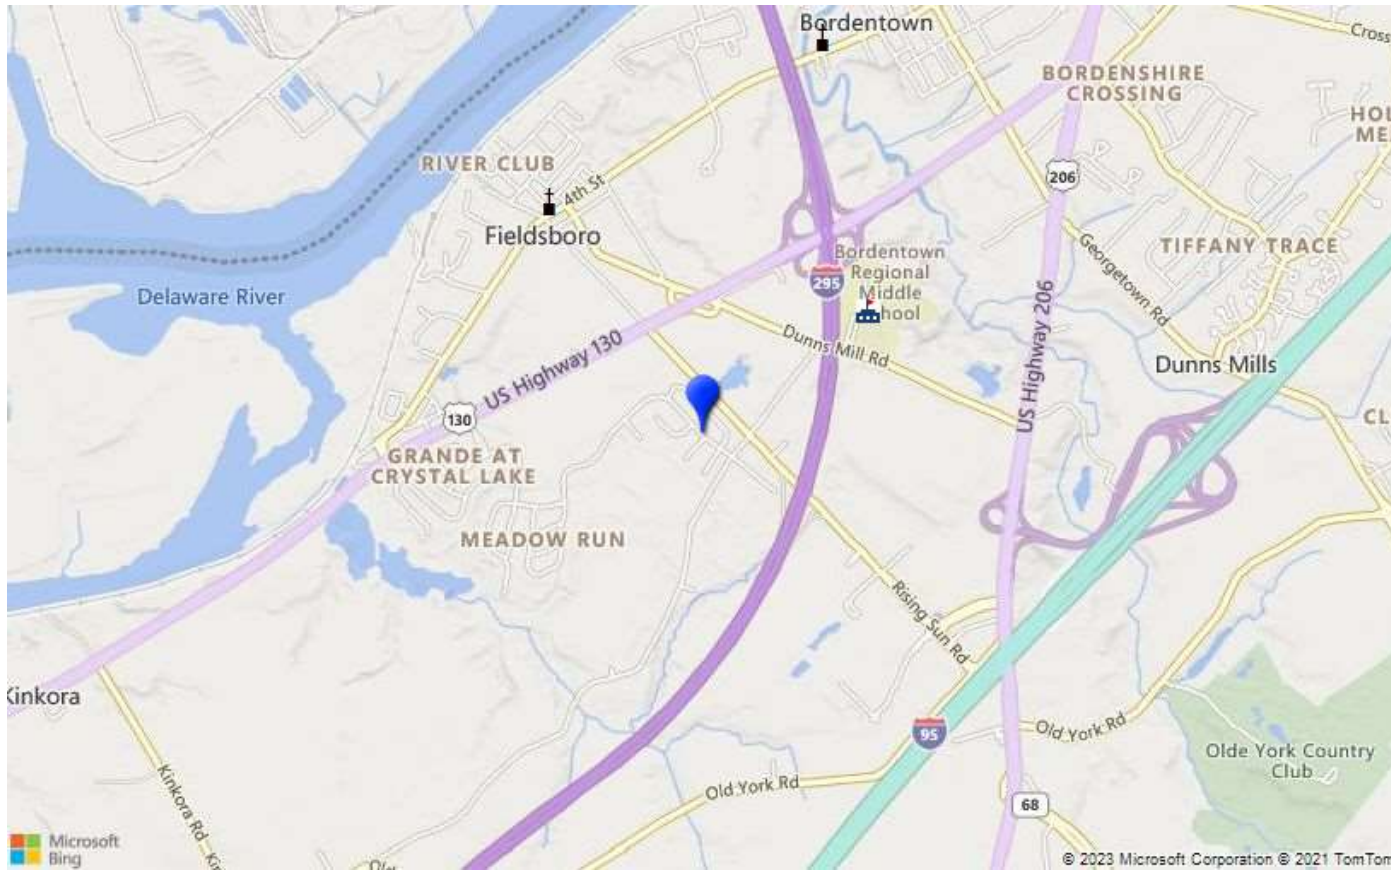 Bordentown
Cross
BORDENSHIRE
CROSSING
HOL
ME
RIVER CLUB
206
4th St
Fieldsboro
Georgetown Rd
TIFFANY TRACE
Bordentown
Regional
Middle
hool
295
Delaware River
US Highway 206
US Highway 130
Dunns Mill Rd
Dunns Mills
130
CL
GRANDE AT
CRYSTAL LAKE
MEADOW RUN
Rising Sun Rd
Kinkora
95
Old York Rd
Olde York Country
Club
Old York Rd
68
Kinkora Rd
Kin
Old
Microsoft
Bing
© 2023 Microsoft Corporation © 2021 TomTom